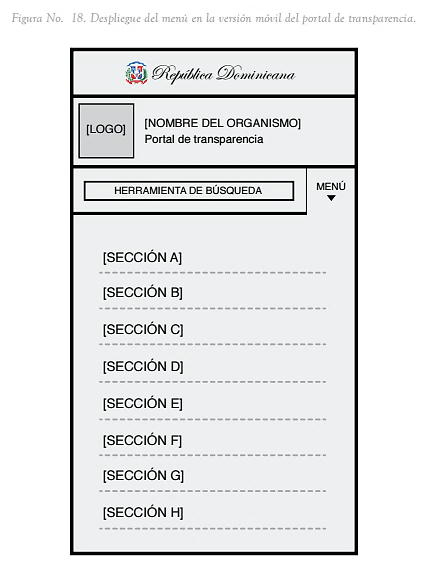 Figura No. 18. Despliegue del menú en la versión móvil del portal de transparencia.
República Dominicana
[LOGO]
[NOMBRE DEL ORGANISMO]
Portal de transparencia
HERRAMIENTA DE BÚSQUEDA
MENÚ
[SECCIÓN A]
[SECCIÓN B]
[SECCIÓN C]
[SECCIÓN D]
[SECCIÓN E]
[SECCIÓN F]
[SECCIÓN G]
[SECCIÓN H]